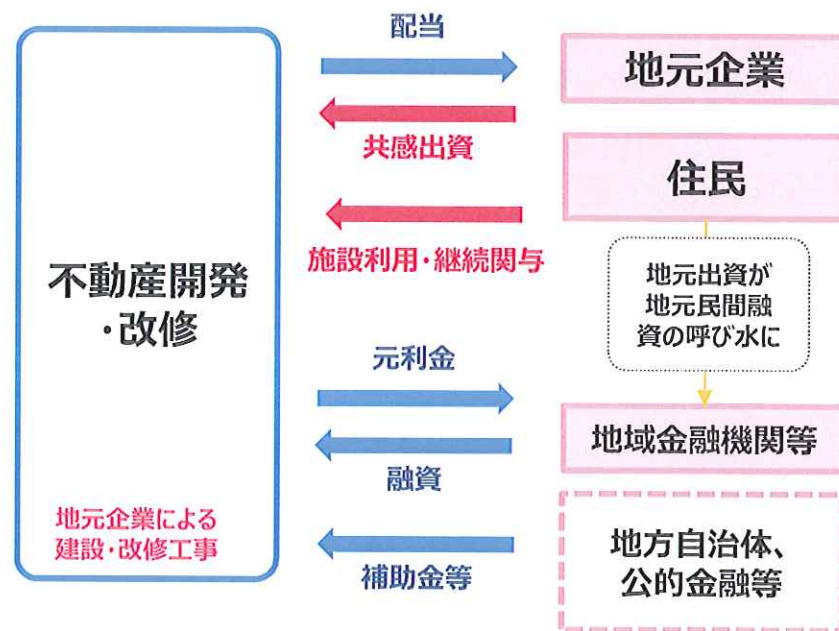 配当
地元企業
共感出資
住民
施設利用・継続関与
不動産開発
・改修
地元出資が
地元民間融
資の呼び水に
元利金
地域金融機関等
融資
地元企業による
建設・改修工事
地方自治体、
公的金融等
補助金等